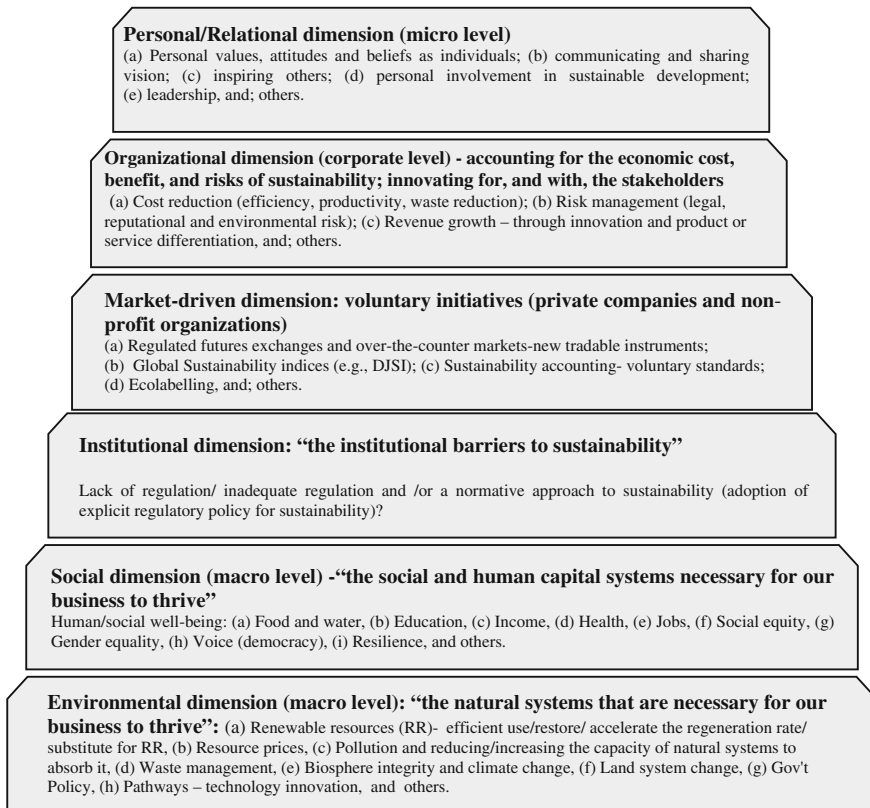 Personal/Relational dimension (micro level)
(a) Personal values, attitudes and beliefs as individuals; (b) communicating and sharing
vision; (c) inspiring others; (d) personal involvement in sustainable development;
(e) leadership, and; others.
Organizational dimension (corporate level) - accounting for the economic cost,
benefit, and risks of sustainability; innovating for, and with, the stakeholders
(a) Cost reduction (efficiency, productivity, waste reduction); (b) Risk management (legal,
reputational and environmental risk); (c) Revenue growth – through innovation and product or
service differentiation, and; others.
Market-driven dimension: voluntary initiatives (private companies and non-
profit organizations)
(a) Regulated futures exchanges and over-the-counter markets-new tradable instruments;
(b) Global Sustainability indices (e.g., DJSI); (c) Sustainability accounting- voluntary standards;
(d) Ecolabelling, and; others.
Institutional dimension: “the institutional barriers to sustainability”
Lack of regulation/ inadequate regulation and /or a normative approach to sustainability (adoption of
explicit regulatory policy for sustainability)?
Social dimension (macro level) -“the social and human capital systems necessary for our
business to thrive”
Human/social well-being: (a) Food and water, (b) Education, (c) Income, (d) Health, (e) Jobs, (f) Social equity, (g)
Gender equality, (h) Voice (democracy), (i) Resilience, and others.
Environmental dimension (macro level): “the natural systems that are necessary for our
business to thrive”: (a) Renewable resources (RR)- efficient use/restore/ accelerate the regeneration rate/
substitute for RR, (b) Resource prices, (c) Pollution and reducing/increasing the capacity of natural systems to
absorb it, (d) Waste management, (e) Biosphere integrity and climate change, (f) Land system change, (g) Gov't
Policy, (h) Pathways – technology innovation, and others.